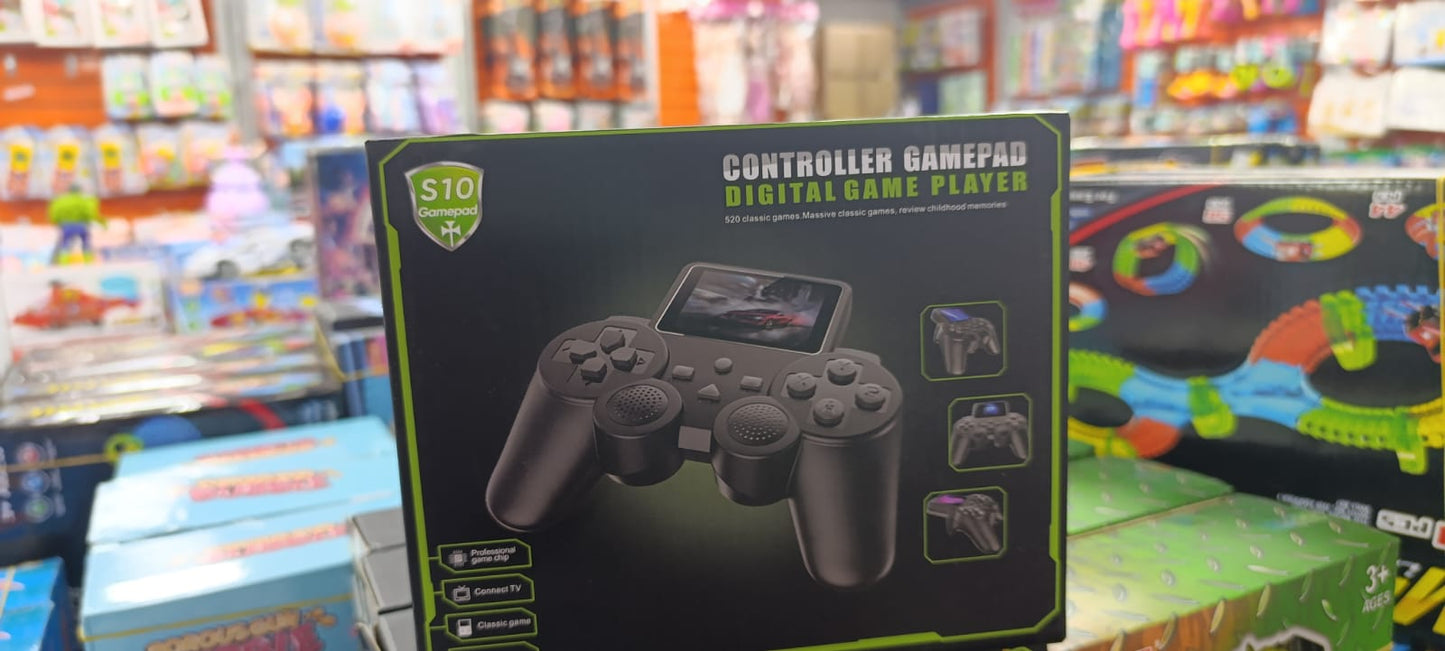 S10
Gamepad
CONTROLLER GAMEPAD
DIGITAL GAME PLAYER
520 classic games.Massive classic games, review childhood memories
Professional
game chip
Connect TV
Classic game
3+
AGES